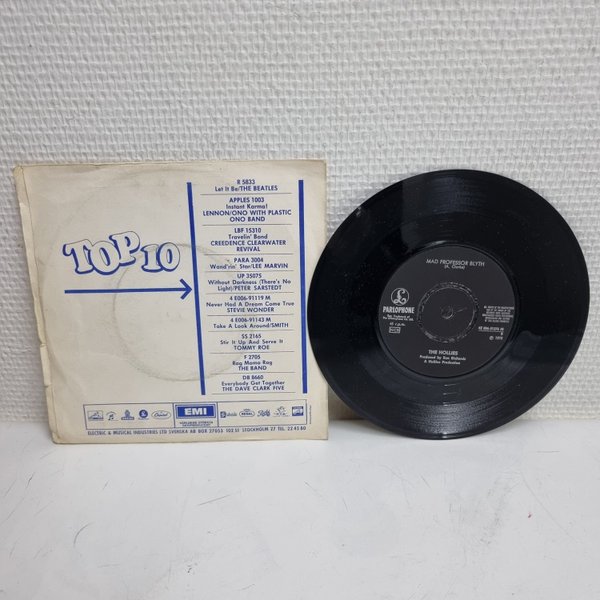 TOP 10
R 5833
Let It Be/THE BEATLES
APPLES 1003
Instant Karma!
LENNON/ONO WITH PLASTIC
ONO BAND
LBF 15310
Travelin' Band
CREEDENCE CLEARWATER
REVIVAL
PARA 3004
Wand'rin' Star/LEE MARVIN
UP 35075
Without Darkness (There's No
Light)/PETER SARSTEDT
4 E006-91119 M
Never Had A Dream Come True
STEVIE WONDER
4 E006-91143 M
Take A Look Around/SMITH
SS 2165
Stir It Up And Serve It
TOMMY ROE
F 2705
Rag Mama Rag
THE BAND
DB 8660
Everybody Get Together
THE DAVE CLARK FIVE
EMI
ELECTRIC & MUSICAL INDUSTRIES LTD SVENSKA AB BOX 27053 102 51 STOCKHOLM 27 TEL. 22 45 80
MAD PROFESSOR BLYTH
(A. Clarke)
PARLOPHONE
THE HOLLIES
Produced by Ron Richards
A Hollies Production